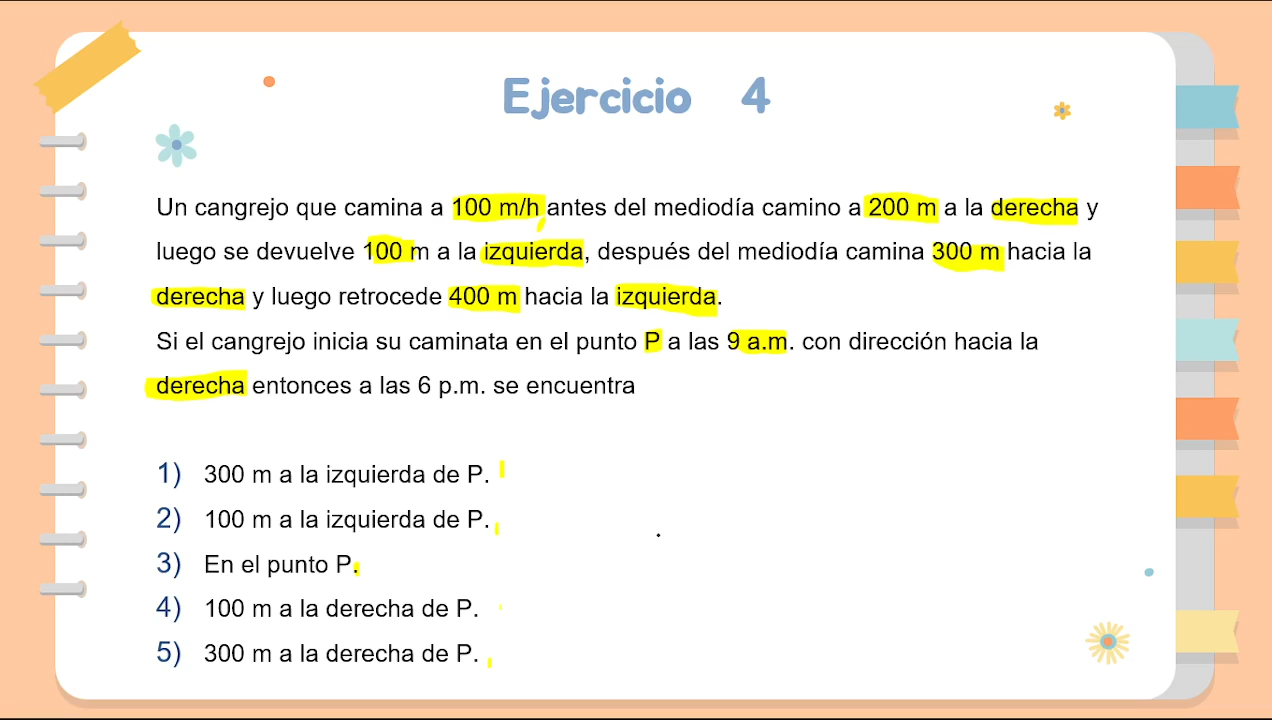 Ejercicio 4
Un cangrejo que camina a 100 m/h antes del mediodía camino a 200 m a la derecha y
luego se devuelve 100 m a la izquierda, después del mediodía camina 300 m hacia la
derecha y luego retrocede 400 m hacia la izquierda.
Si el cangrejo inicia su caminata en el punto P a las 9 a.m. con dirección hacia la
derecha entonces a las 6 p.m. se encuentra
1) 300 m a la izquierda de P.
2) 100 m a la izquierda de P.
3) En el punto P.
4) 100 m a la derecha de P.
5) 300 m a la derecha de P.